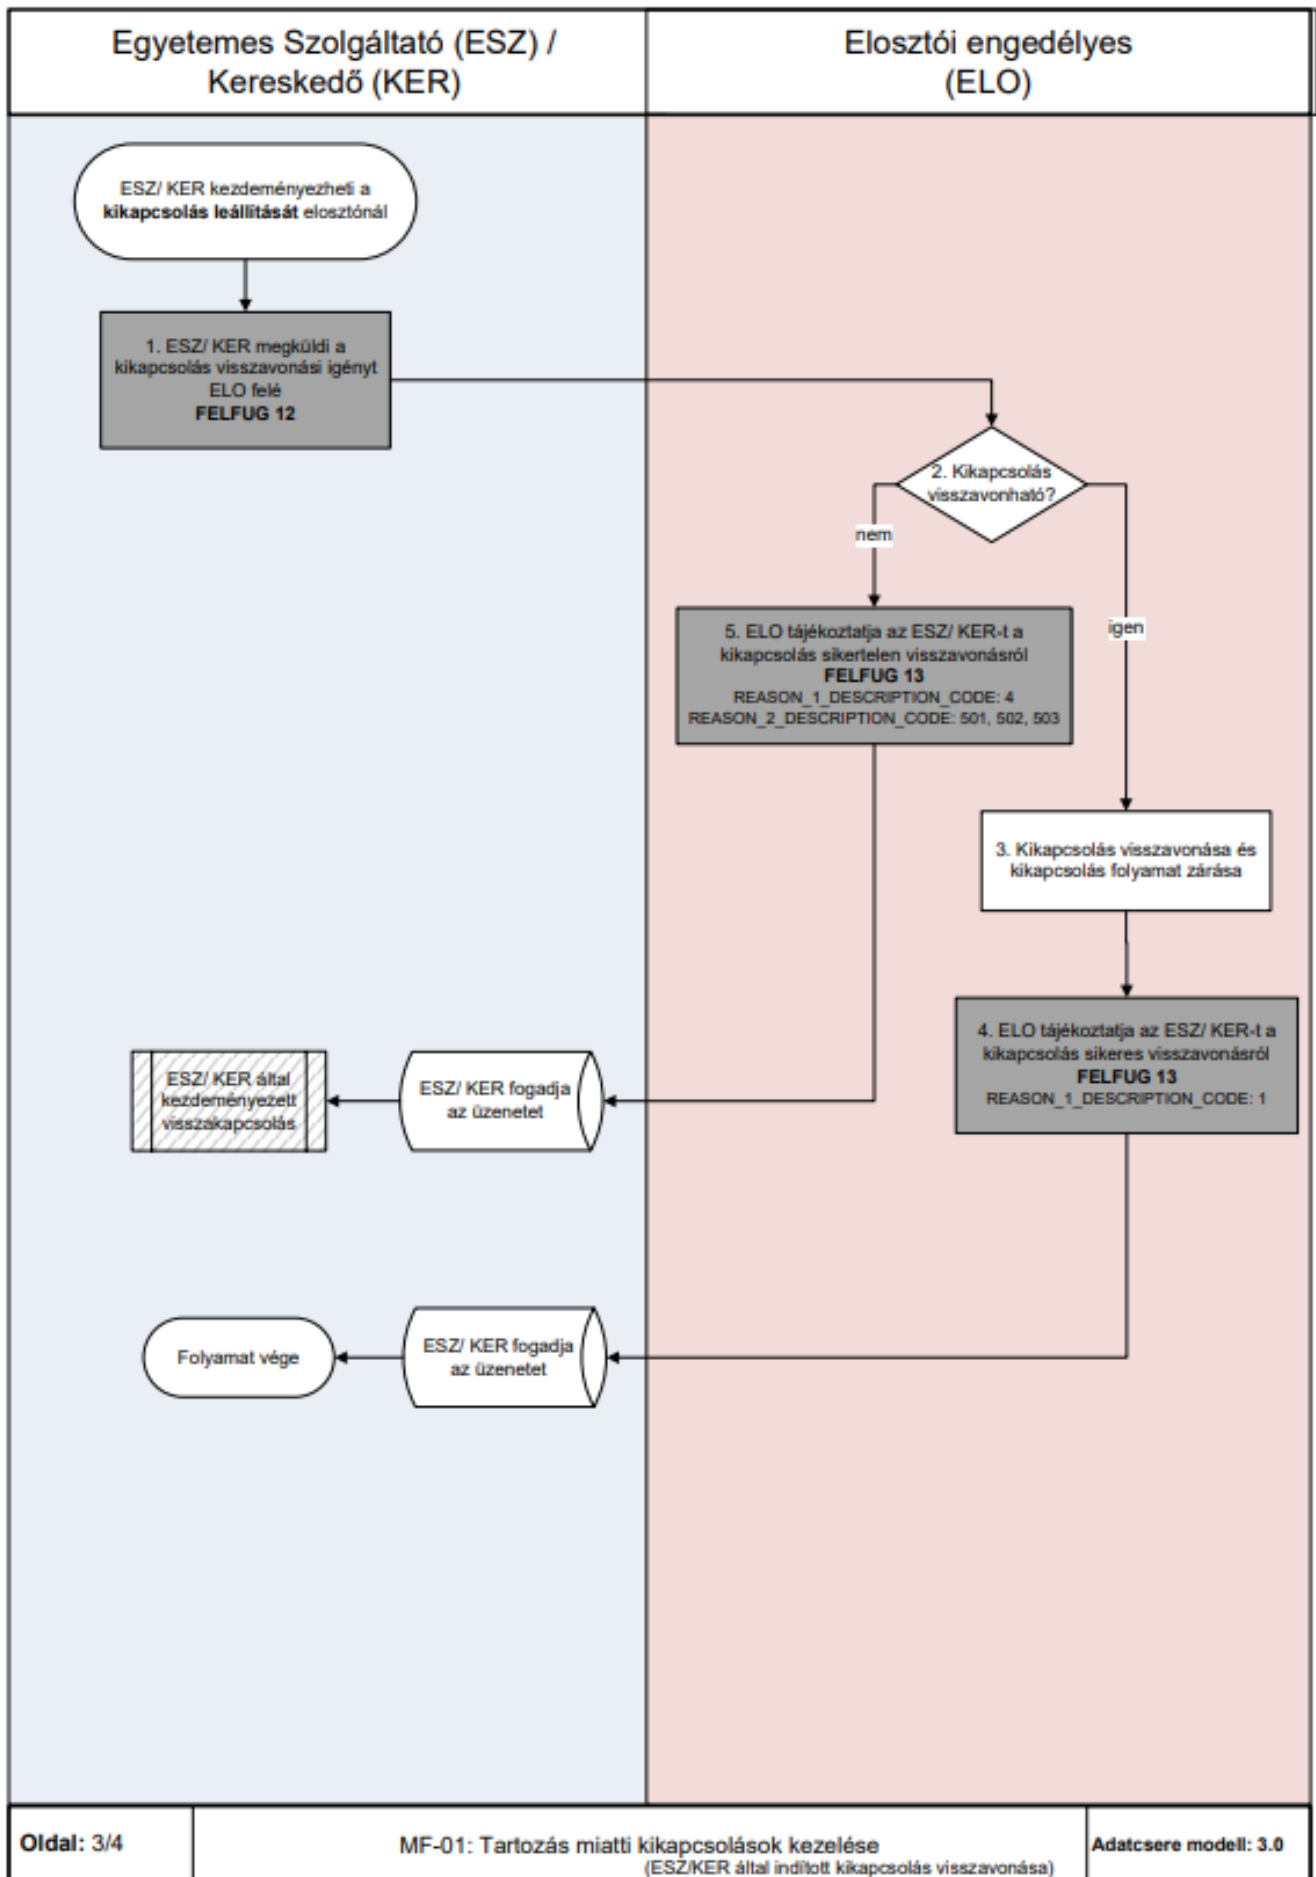 Egyetemes Szolgáltató (ESZ) /
Kereskedő (KER)
Elosztói engedélyes
(ELO)
ESZ/ KER kezdeményezheti a
kikapcsolás leállítását elosztónál
1. ESZ/ KER megküldi a
kikapcsolás visszavonási igényt
ELO felé
FELFUG 12
2. Kikapcsolás
visszavonható?
nem
igen
5. ELO tájékoztatja az ESZ/ KER-t a
kikapcsolás sikertelen visszavonásról
FELFUG 13
REASON_1_DESCRIPTION_CODE: 4
REASON_2_DESCRIPTION_CODE: 501, 502, 503
3. Kikapcsolás visszavonása és
kikapcsolás folyamat zárása
4. ELO tájékoztatja az ESZ/ KER-t a
kikapcsolás sikeres visszavonásról
FELFUG 13
REASON_1_DESCRIPTION_CODE: 1
ESZ/ KER által
kezdeményezett
visszakapcsolás
ESZ/ KER fogadja
az üzenetet
Folyamat vége
ESZ/ KER fogadja
az üzenetet
Oldal: 3/4
MF-01: Tartozás miatti kikapcsolások kezelése
(ESZ/KER által indított kikapcsolás visszavonása)
Adatcsere modell: 3.0